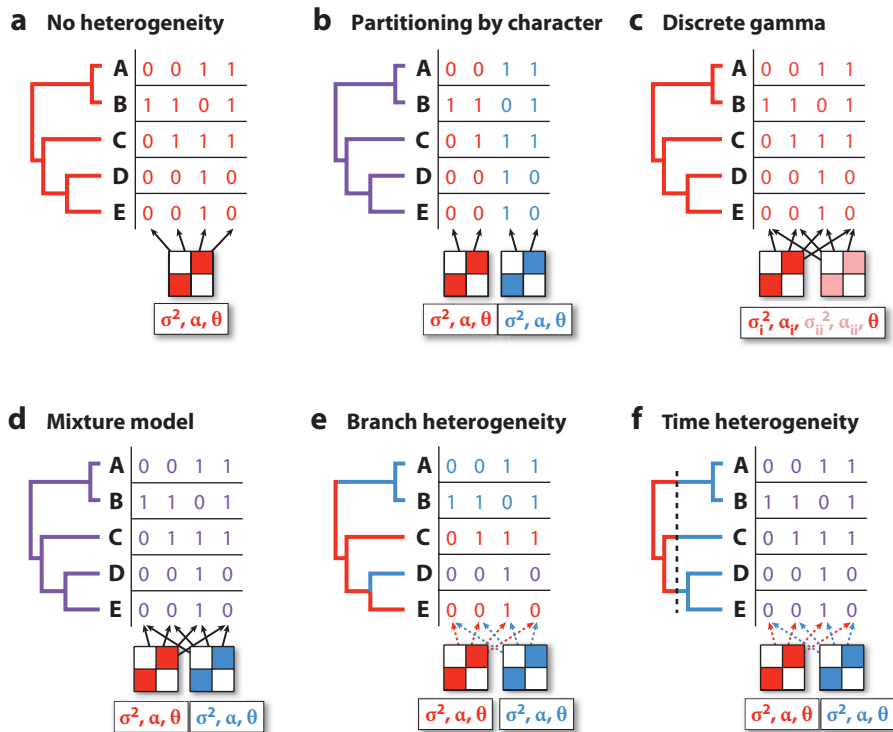 a No heterogeneity
A 0 0 1 1
B 1 1 0 1
C 0 1 1 1
D 0 0 1 0
E 0 0 1 0
σ², α, θ
b Partitioning by character
A 0 0 1 1
B 1 1 0 1
C 0 1 1 1
D 0 0 1 0
E 0 0 1 0
σ², α, θ σ², α, θ
c Discrete gamma
A 0 0 1 1
B 1 1 0 1
C 0 1 1 1
D 0 0 1 0
E 0 0 1 0
σᵢ², αᵢ, σᵢᵢ², αᵢᵢ, θ
d Mixture model
A 0 0 1 1
B 1 1 0 1
C 0 1 1 1
D 0 0 1 0
E 0 0 1 0
σ², α, θ σ², α, θ
e Branch heterogeneity
A 0 0 1 1
B 1 1 0 1
C 0 1 1 1
D 0 0 1 0
E 0 0 1 0
σ², α, θ σ², α, θ
f Time heterogeneity
A 0 0 1 1
B 1 1 0 1
C 0 1 1 1
D 0 0 1 0
E 0 0 1 0
σ², α, θ σ², α, θ